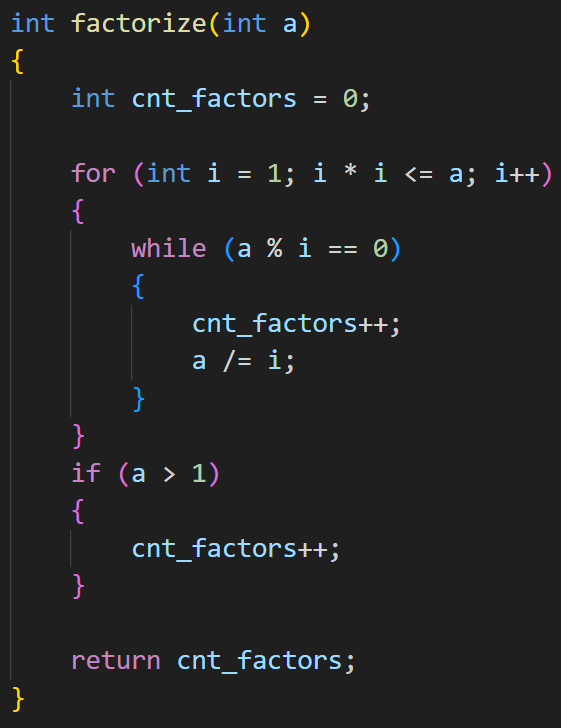 int factorize(int a)
{
    int cnt_factors = 0;

    for (int i = 1; i * i <= a; i++)
    {
        while (a % i == 0)
        {
            cnt_factors++;
            a /= i;
        }
    }
    if (a > 1)
    {
        cnt_factors++;
    }

    return cnt_factors;
}